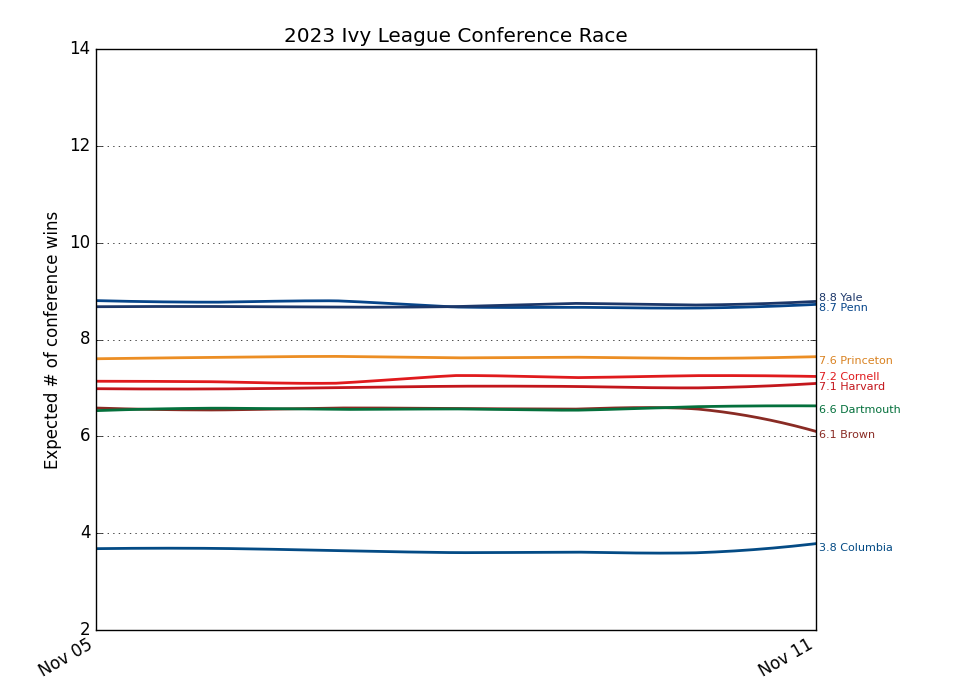 2023 Ivy League Conference Race
Expected # of conference wins
14
12
10
8
6
4
2
8.8 Yale
8.7 Penn
7.6 Princeton
7.2 Cornell
7.1 Harvard
6.6 Dartmouth
6.1 Brown
3.8 Columbia
Nov 05
Nov 11